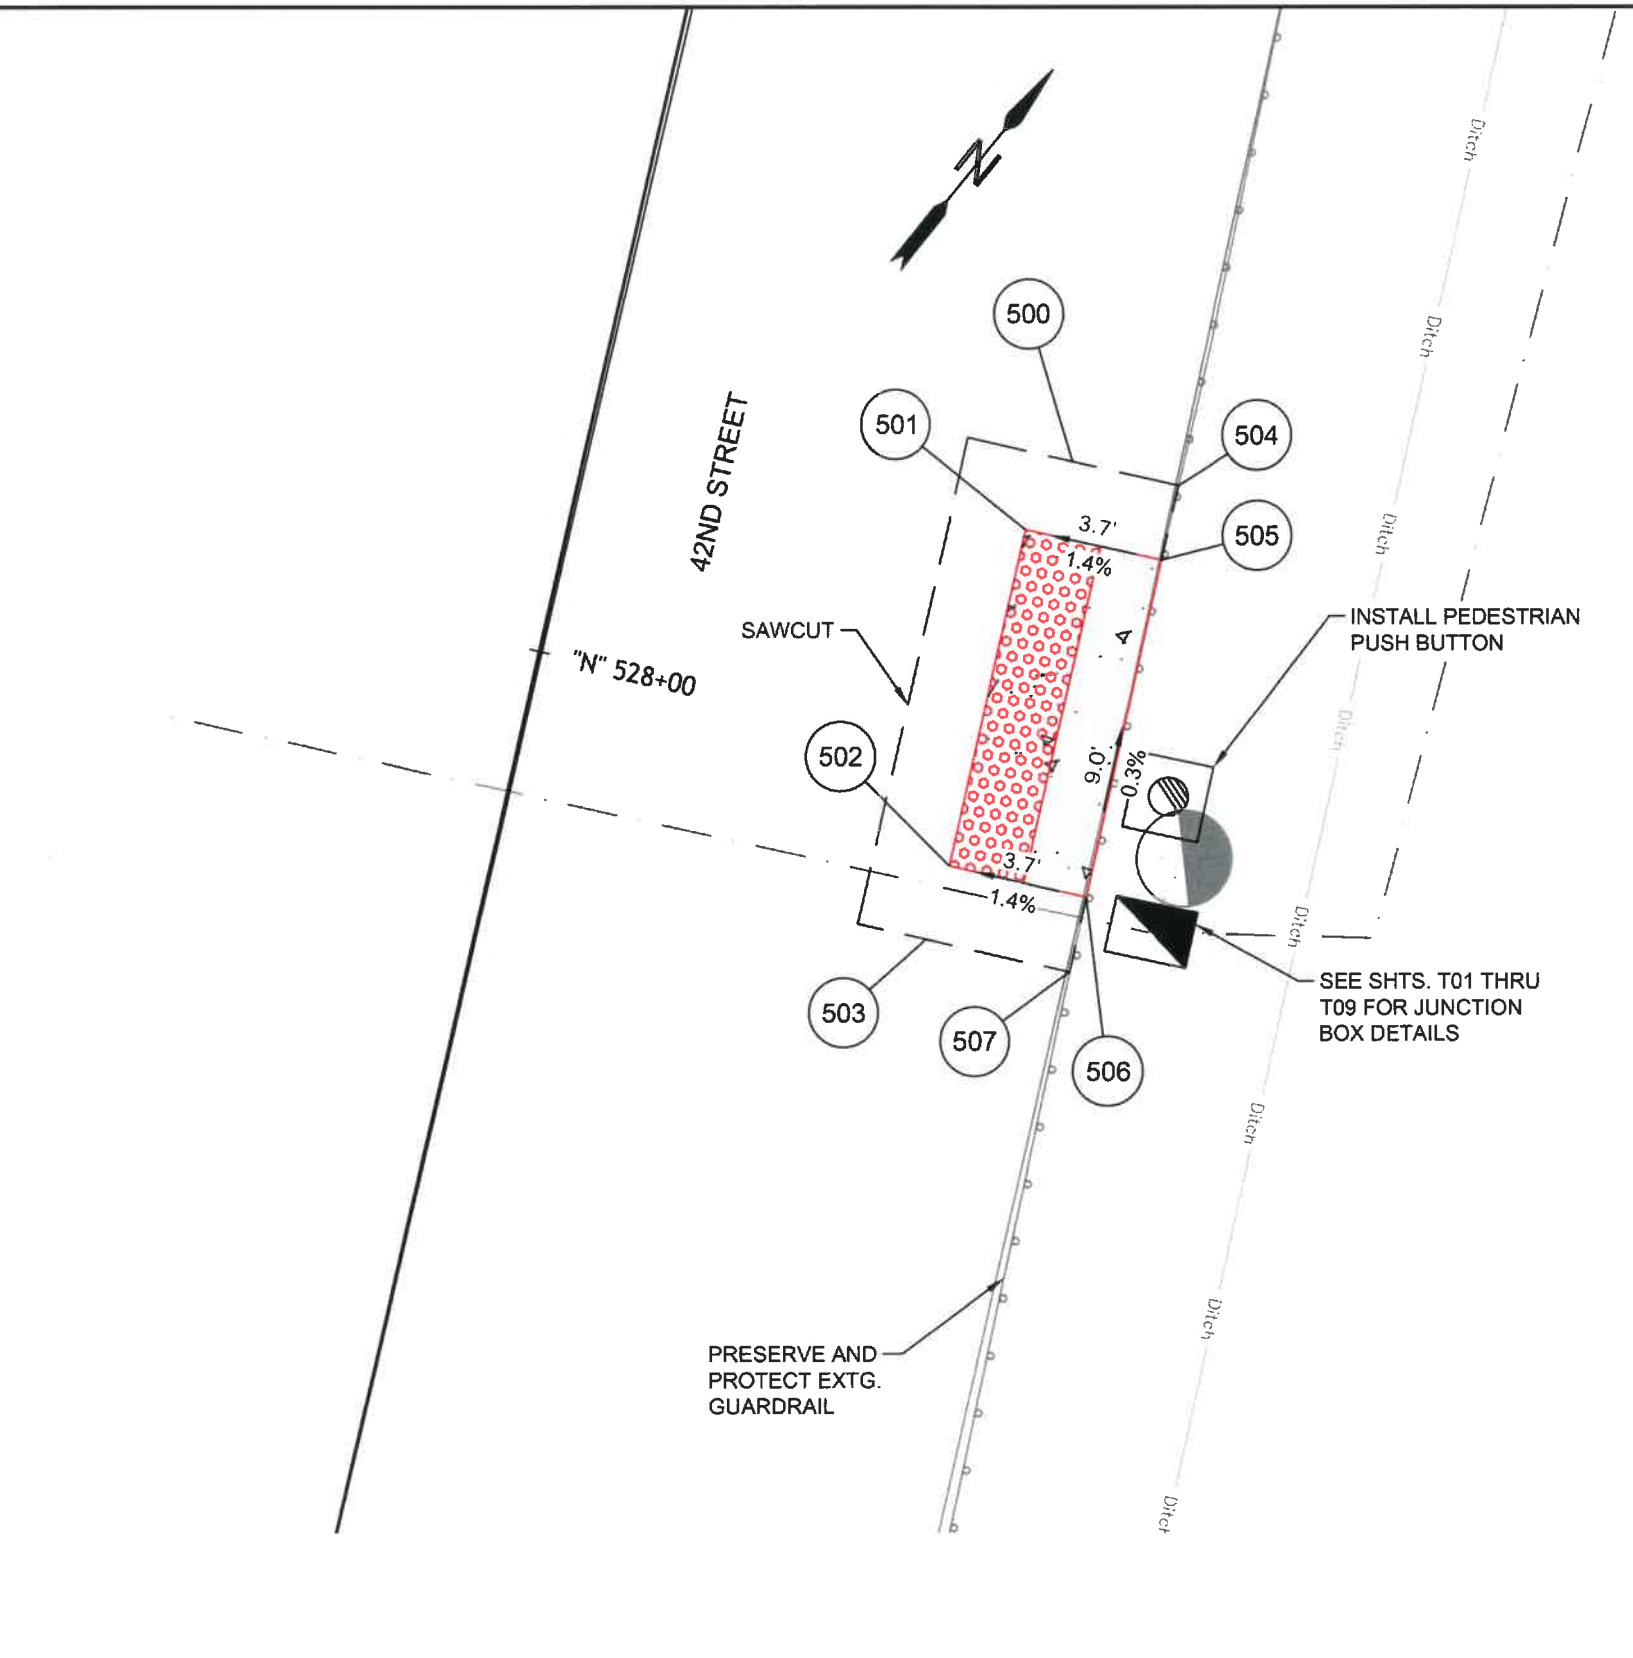 N
500
501
504
505
42ND STREET
3.7'
1.4%
SAWCUT
INSTALL PEDESTRIAN
PUSH BUTTON
"N" 528+00
502
9.0'
0.3%
3.7'
1.4%
503
507
506
SEE SHTS. T01 THRU
T09 FOR JUNCTION
BOX DETAILS
PRESERVE AND
PROTECT EXTG.
GUARDRAIL
Ditch
Ditch
Ditch
Ditch
Ditch
Ditch
Ditch